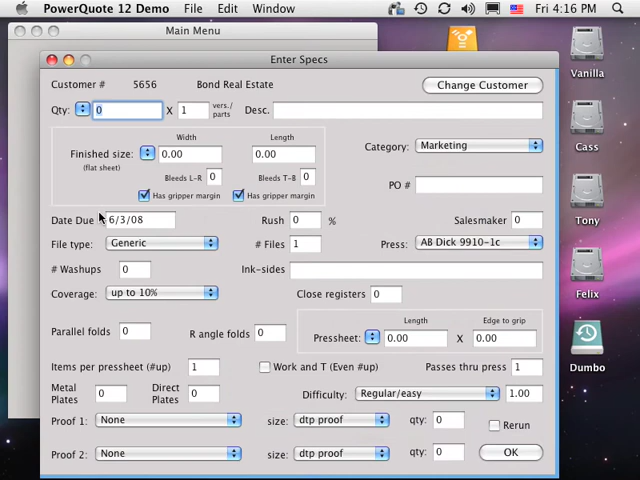 PowerQuote 12 Demo File Edit Window Fri 4:16 PM
Main Menu
Enter Specs
Vanilla
Cass
Tony
Felix
Dumbo
Customer # 5656 Bond Real Estate Change Customer
Qty: 0 X 1 vers./ parts Desc.
Width Length
Finished size: 0.00 0.00
(flat sheet)
Category: Marketing
Bleeds L-R 0 Bleeds T-B 0
PO #
Has gripper margin Has gripper margin
Date Due 6/3/08 Rush 0 % Salesmaker 0
File type: Generic # Files 1 Press: AB Dick 9910-1c
# Washups 0 Ink-sides
Coverage: up to 10% Close registers 0
Length Edge to grip
Parallel folds 0 R angle folds 0 Pressheet: 0.00 X 0.00
Items per pressheet (#up) 1 Work and T (Even #up) Passes thru press 1
Metal Plates 0 Direct Plates 0 Difficulty: Regular/easy 1.00
Proof 1: None size: dtp proof qty: 0 Rerun
Proof 2: None size: dtp proof qty: 0 OK